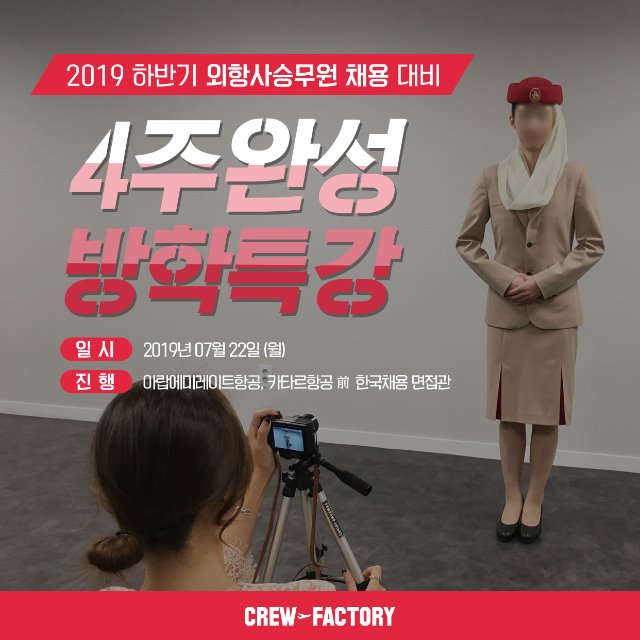 2019 하반기 외항사승무원 채용 대비
4주완성
방학특강
일 시 2019년 07월 22일 (월)
진 행 아랍에미레이트항공, 카타르항공 前 한국채용 면접관
CREW FACTORY